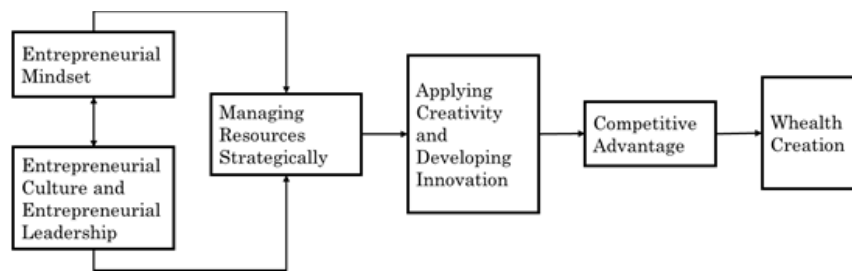 Entrepreneurial
Mindset
Entrepreneurial
Culture and
Entrepreneurial
Leadership
Managing
Resources
Strategically
Applying
Creativity
and
Developing
Innovation
Competitive
Advantage
Whealth
Creation